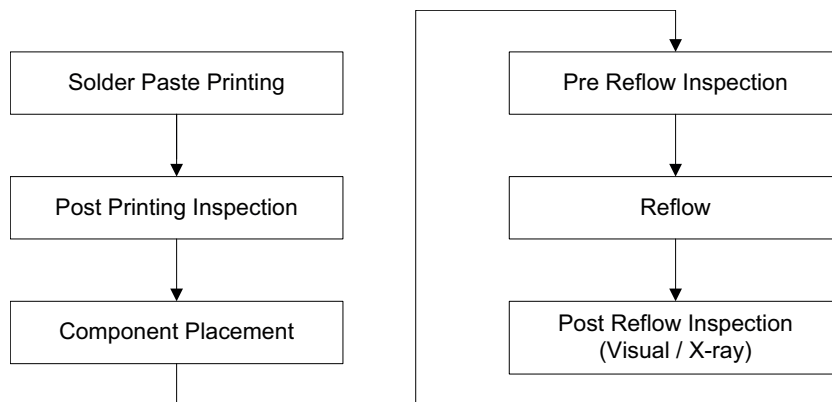 Solder Paste Printing
Post Printing Inspection
Component Placement
Pre Reflow Inspection
Reflow
Post Reflow Inspection
(Visual / X-ray)